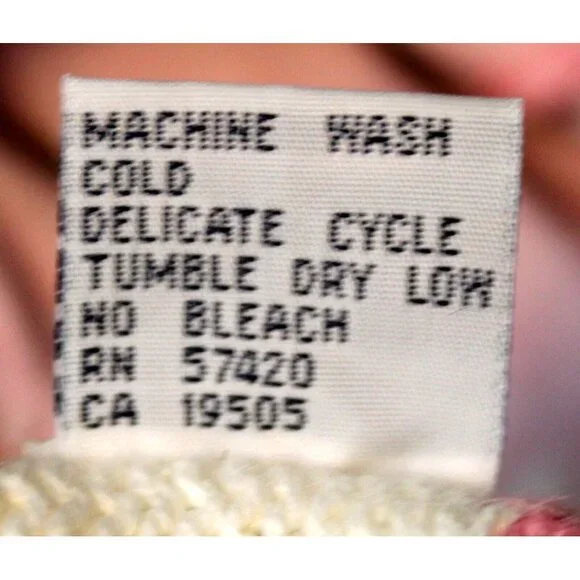 MACHINE WASH
COLD
DELICATE CYCLE
TUMBLE DRY LOW
NO BLEACH
RN 57420
CA 19505